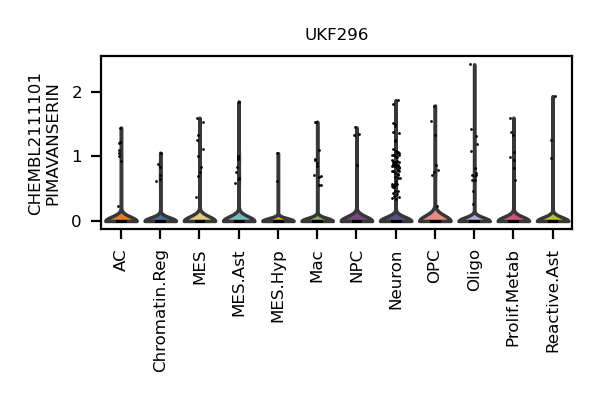 UKF296
CHEMBL2111101
PIMAVANSERIN
2
1
0
AC
Chromatin.Reg
MES
MES.Ast
MES.Hyp
Mac
NPC
Neuron
OPC
Oligo
Prolif.Metab
Reactive.Ast